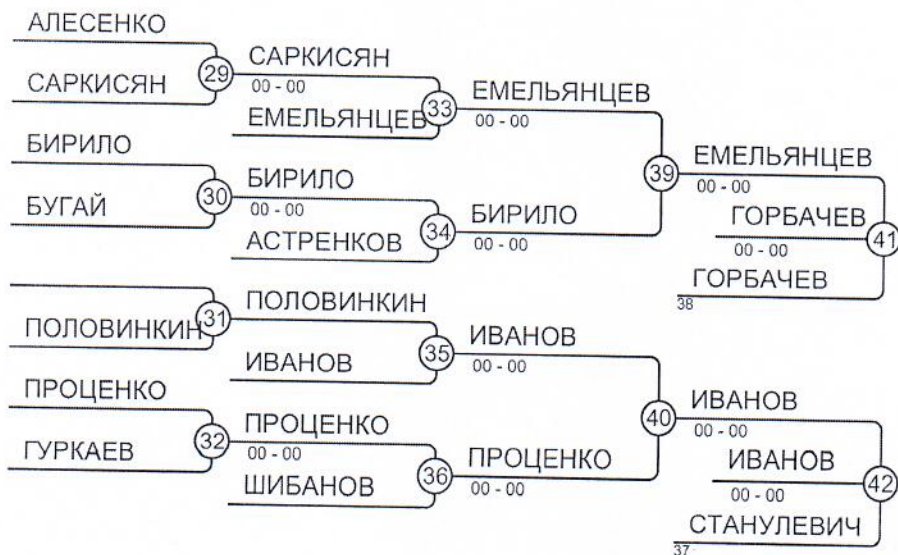 АЛЕСЕНКО
САРКИСЯН
29
САРКИСЯН
00 - 00
ЕМЕЛЬЯНЦЕВ
33
ЕМЕЛЬЯНЦЕВ
00 - 00
БИРИЛО
БУГАЙ
30
БИРИЛО
00 - 00
АСТРЕНКОВ
34
БИРИЛО
00 - 00
39
ЕМЕЛЬЯНЦЕВ
00 - 00
ГОРБАЧЕВ
00 - 00
41
ГОРБАЧЕВ
38
ПОЛОВИНКИН
31
ПОЛОВИНКИН
ИВАНОВ
35
ИВАНОВ
00 - 00
ПРОЦЕНКО
ГУРКАЕВ
32
ПРОЦЕНКО
00 - 00
ШИБАНОВ
36
ПРОЦЕНКО
00 - 00
40
ИВАНОВ
00 - 00
ИВАНОВ
00 - 00
42
СТАНУЛЕВИЧ
37